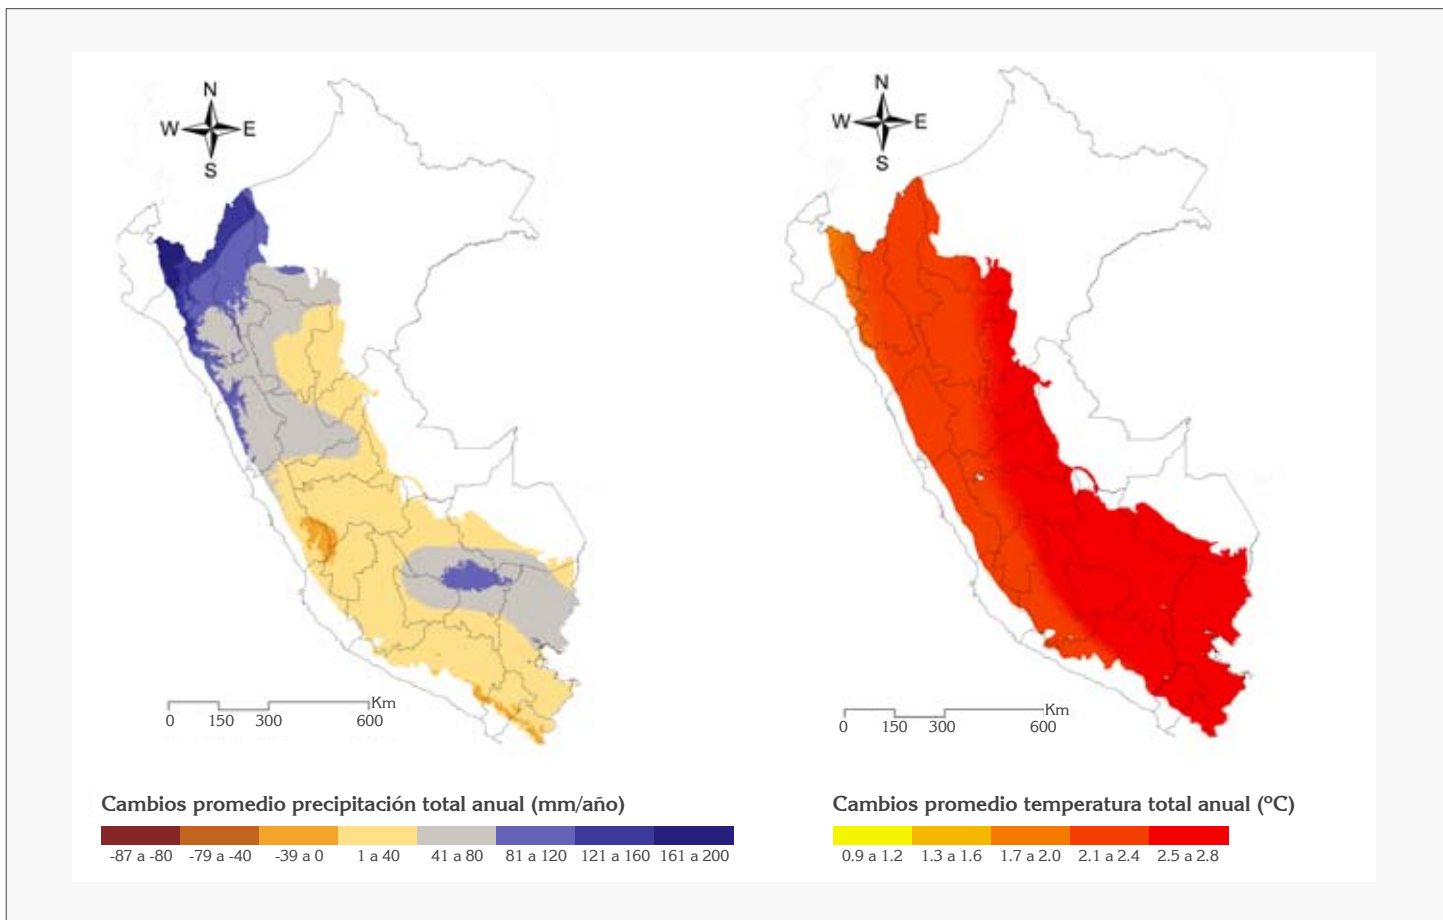 N
W E
S
N
W E
S
Km
0 150 300 600
Km
0 150 300 600
Cambios promedio precipitación total anual (mm/año)
-87 a -80 -79 a -40 -39 a 0 1 a 40 41 a 80 81 a 120 121 a 160 161 a 200
Cambios promedio temperatura total anual (ºC)
0.9 a 1.2 1.3 a 1.6 1.7 a 2.0 2.1 a 2.4 2.5 a 2.8